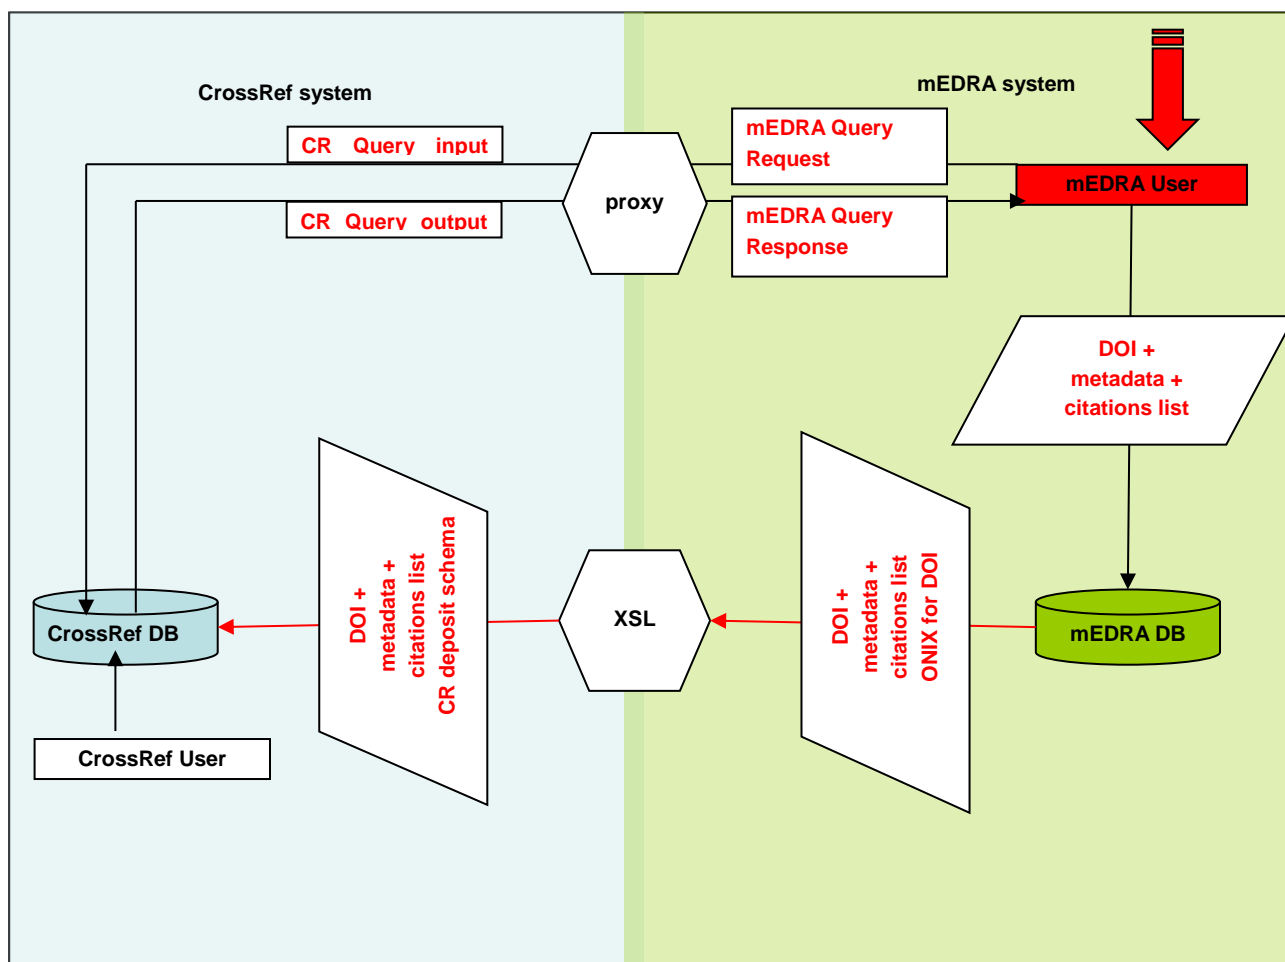 CrossRef system
mEDRA system
CR Query input
mEDRA Query
Request
proxy
mEDRA User
CR Query output
mEDRA Query
Response
DOI +
metadata +
citations list
DOI +
metadata +
citations list
CR deposit schema
XSL
DOI +
metadata +
citations list
ONIX for DOI
CrossRef DB
mEDRA DB
CrossRef User